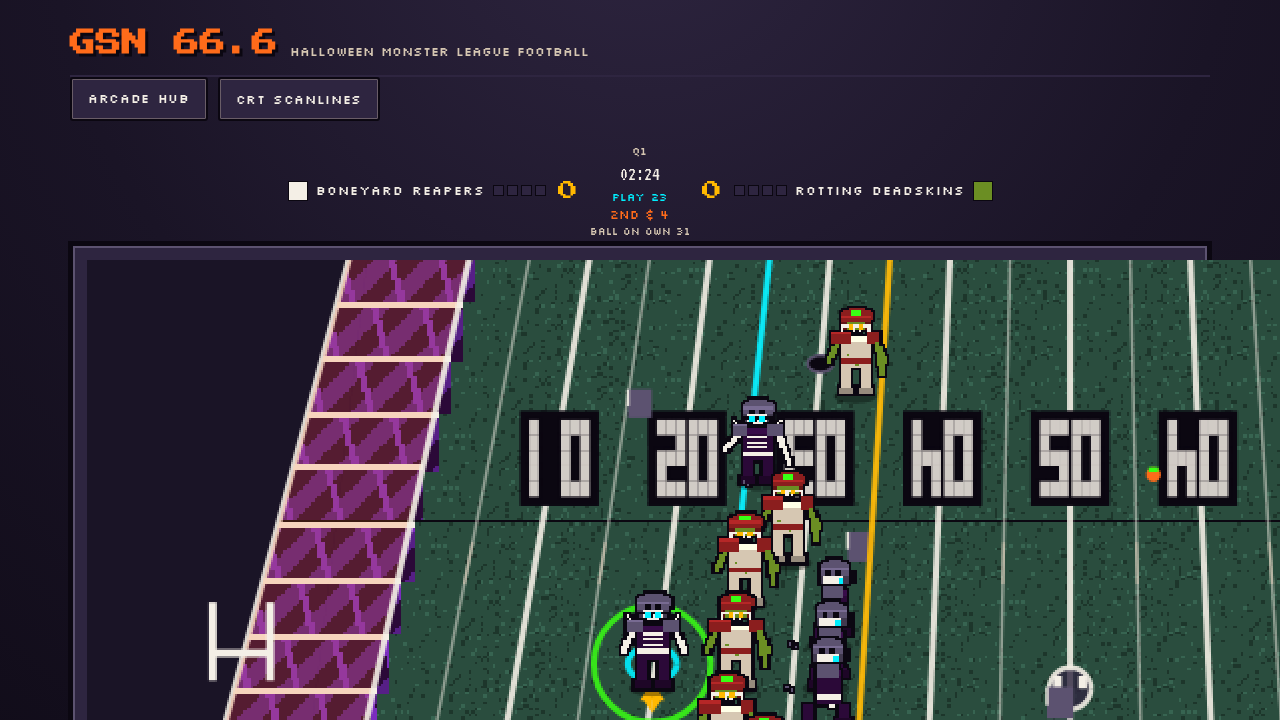 GSN 66.6
HALLOWEEN MONSTER LEAGUE FOOTBALL
ARCADE HUB
CRT SCANLINES
Q1
02:24
BONEYARD REAPERS 0
0 ROTTING DEADSKINS
PLAY 23
2ND & 4
BALL ON OWN 31
10 20 40 50 40